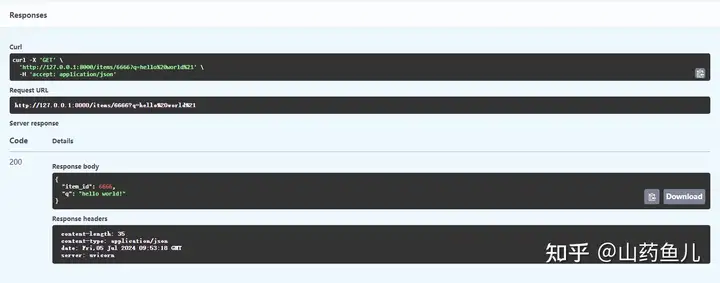 Responses
Curl
curl -X 'GET' \
'http://127.0.0.1:8000/items/6666?q=hello%20world%21' \
-H 'accept: application/json'
Request URL
http://127.0.0.1:8000/items/6666?q=hello%20world%21
Server response
Code Details
200
Response body
{
"item_id": 6666,
"q": "hello world!"
}
Download
Response headers
content-length: 35
content-type: application/json
date: Fri,05 Jul 2024 09:53:18 GMT
server: uvicorn
知乎 @山药鱼儿